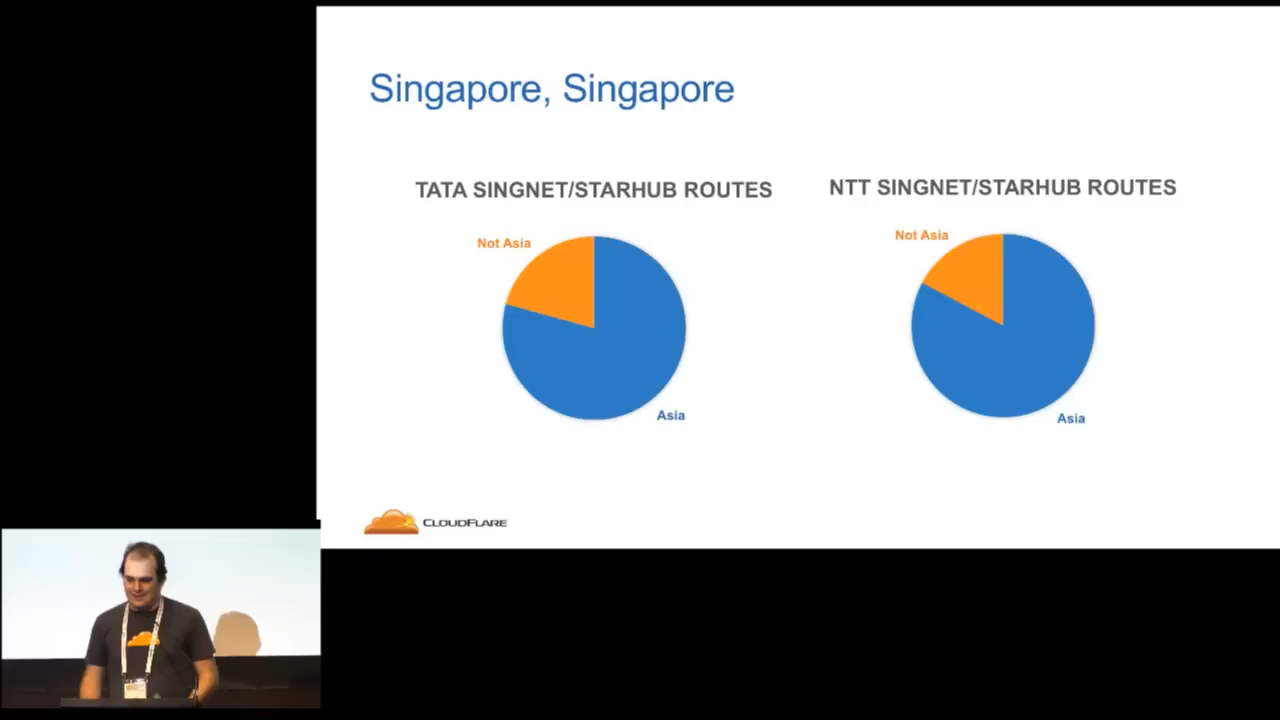 Singapore, Singapore
TATA SINGNET/STARHUB ROUTES
NTT SINGNET/STARHUB ROUTES
Not Asia
Asia
Not Asia
Asia
CLOUDFLARE